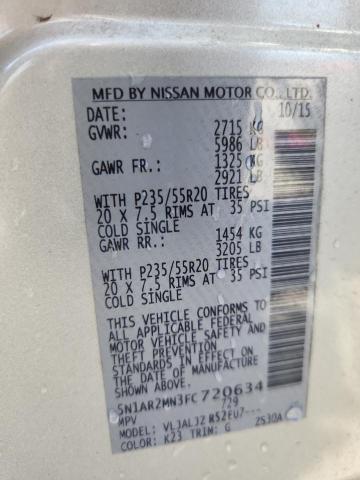 MFD BY NISSAN MOTOR CO., LTD.
DATE: 10/15
GVWR: 2715 KG
5986 LB
GAWR FR.: 1325 KG
2921 LB
WITH P235/55R20 TIRES
20 X 7.5 RIMS AT 35 PSI
COLD SINGLE
GAWR RR.: 1454 KG
3205 LB
WITH P235/55R20 TIRES
20 X 7.5 RIMS AT 35 PSI
COLD SINGLE
THIS VEHICLE CONFORMS TO
ALL APPLICABLE FEDERAL
MOTOR VEHICLE SAFETY AND
THEFT PREVENTION STANDARDS
IN EFFECT ON THE DATE OF
MANUFACTURE SHOWN ABOVE.
5N1AR2MN3FC720634
MPV 729
MODEL: VLJALJZ R52EU7---
COLOR: K23 TRIM: G 2S30A